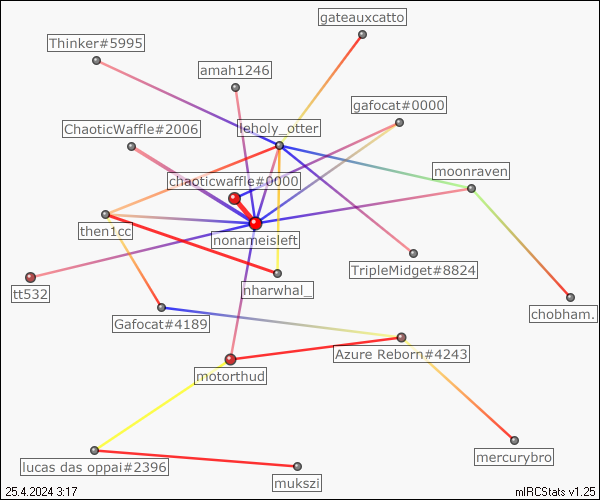 gateauxcatto
Thinker#5995
amah1246
gafocat#0000
ChaoticWaffle#2006
leholy_otter
moonraven
chaoticwaffle#0000
then1cc
nonameisleft
TripleMidget#8824
tt532
nharwhal_
chobham.
Gafocat#4189
Azure Reborn#4243
motorthud
mercurybro
lucas das oppai#2396
mukszi
25.4.2024 3:17
mIRCStats v1.25